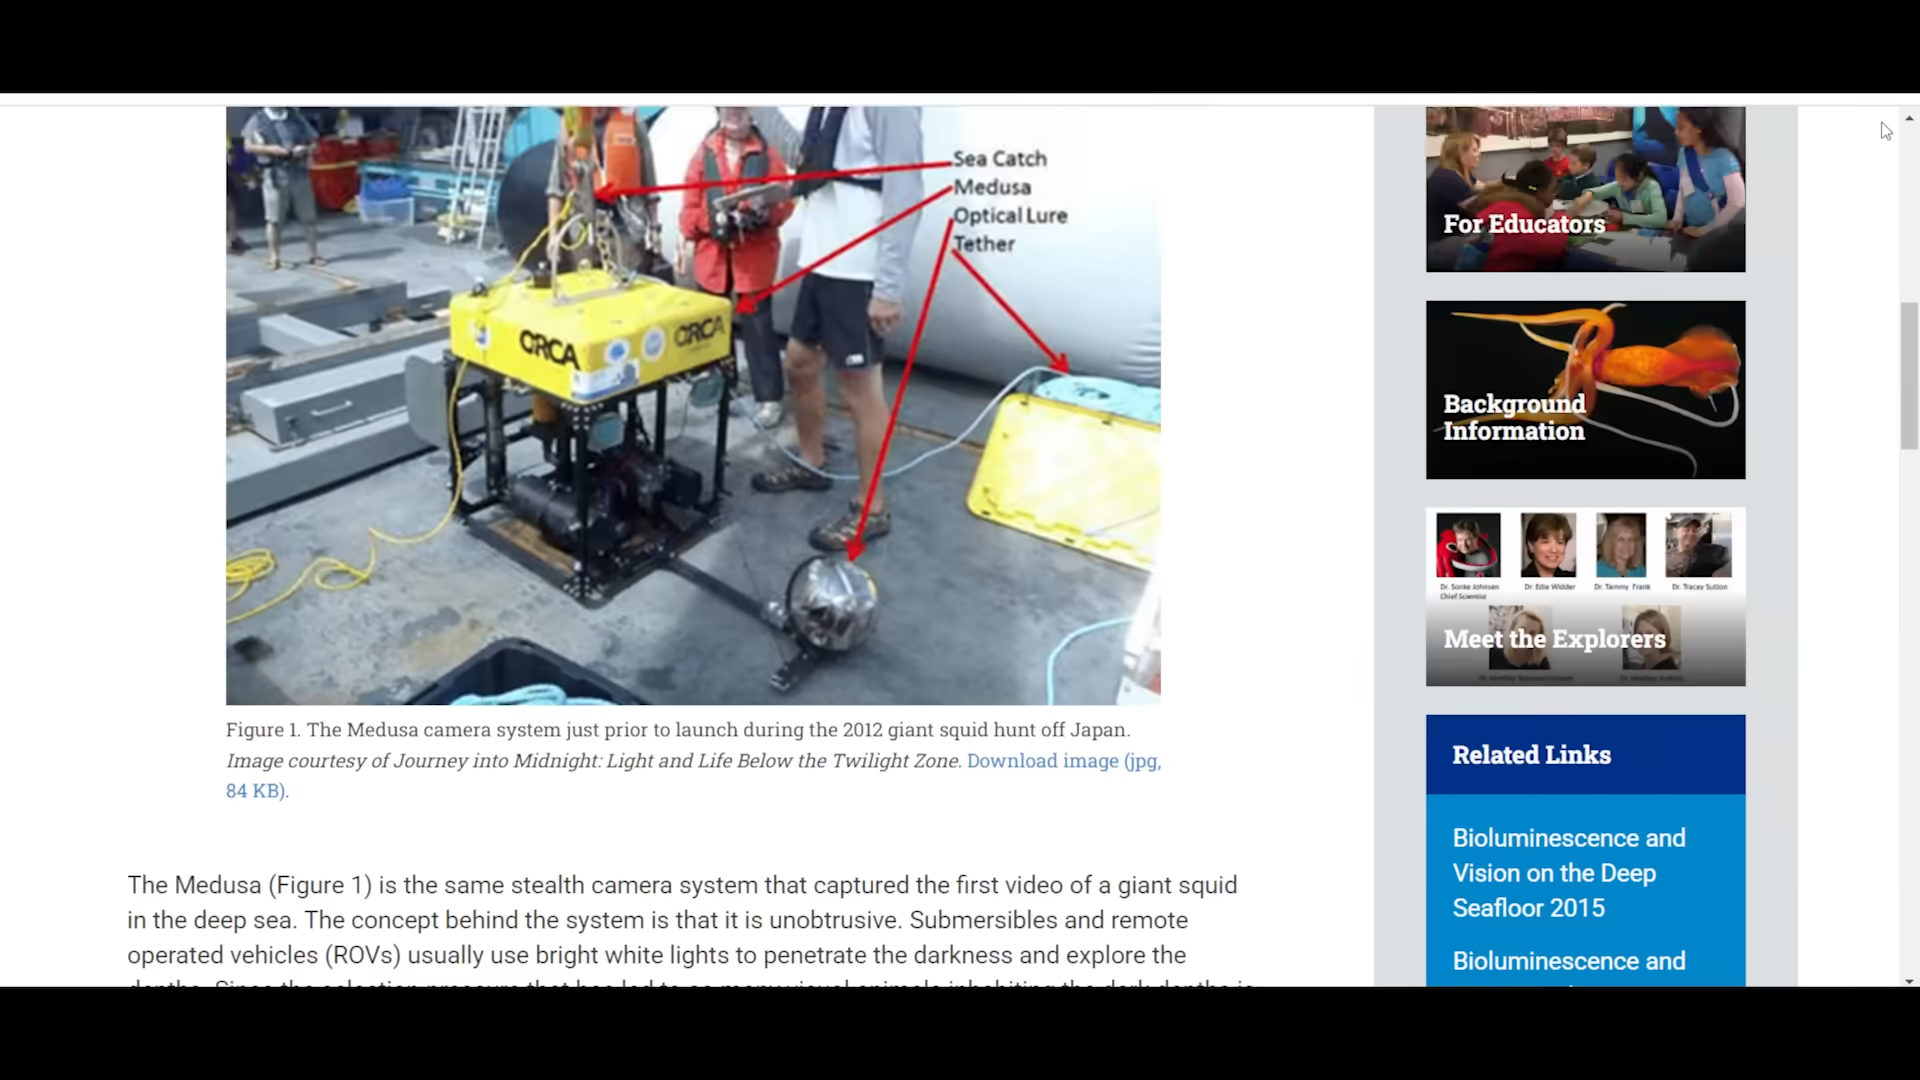 Sea Catch
Medusa
Optical Lure
Tether
ORCA
ORCA
Figure 1. The Medusa camera system just prior to launch during the 2012 giant squid hunt off Japan.
Image courtesy of Journey into Midnight: Light and Life Below the Twilight Zone. Download image (jpg,
84 KB).
The Medusa (Figure 1) is the same stealth camera system that captured the first video of a giant squid
in the deep sea. The concept behind the system is that it is unobtrusive. Submersibles and remote
operated vehicles (ROVs) usually use bright white lights to penetrate the darkness and explore the
For Educators
Background
Information
Dr. Sonke Johnsen
Chief Scientist
Dr. Edie Widder
Dr. Tammy Frank
Dr. Tracey Sutton
Meet the Explorers
Related Links
Bioluminescence and
Vision on the Deep
Seafloor 2015
Bioluminescence and